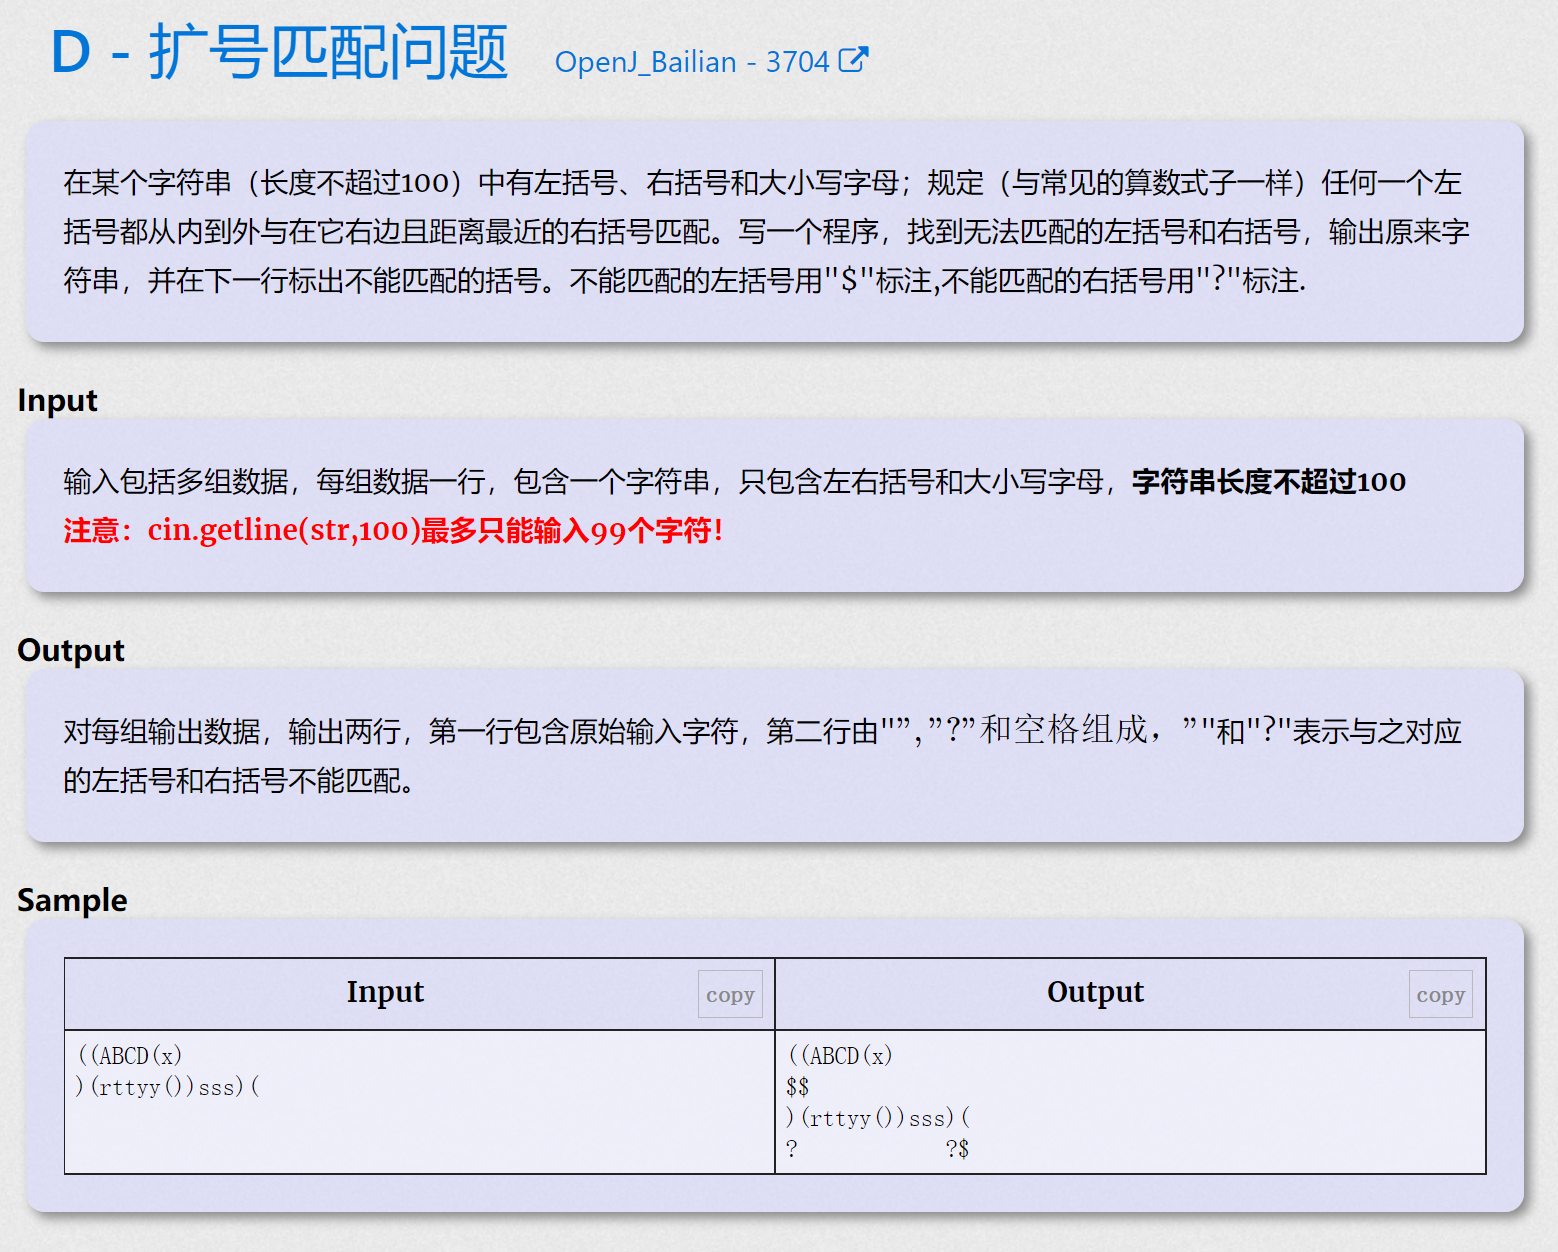 D - 扩号匹配问题 OpenJ_Bailian - 3704
在某个字符串（长度不超过100）中有左括号、右括号和大小写字母；规定（与常见的算数式子一样）任何一个左
括号都从内到外与在它右边且距离最近的右括号匹配。写一个程序，找到无法匹配的左括号和右括号，输出原来字
符串，并在下一行标出不能匹配的括号。不能匹配的左括号用"$"标注,不能匹配的右括号用"?"标注.
Input
输入包括多组数据，每组数据一行，包含一个字符串，只包含左右括号和大小写字母，字符串长度不超过100
注意：cin.getline(str,100)最多只能输入99个字符！
Output
对每组输出数据，输出两行，第一行包含原始输入字符，第二行由"”,”?”和空格组成，”"和"?"表示与之对应
的左括号和右括号不能匹配。
Sample
Input copy Output copy
((ABCD(x) ((ABCD(x)
)(rttyy())sss)( $$
)(rttyy())sss)(
?            ?$